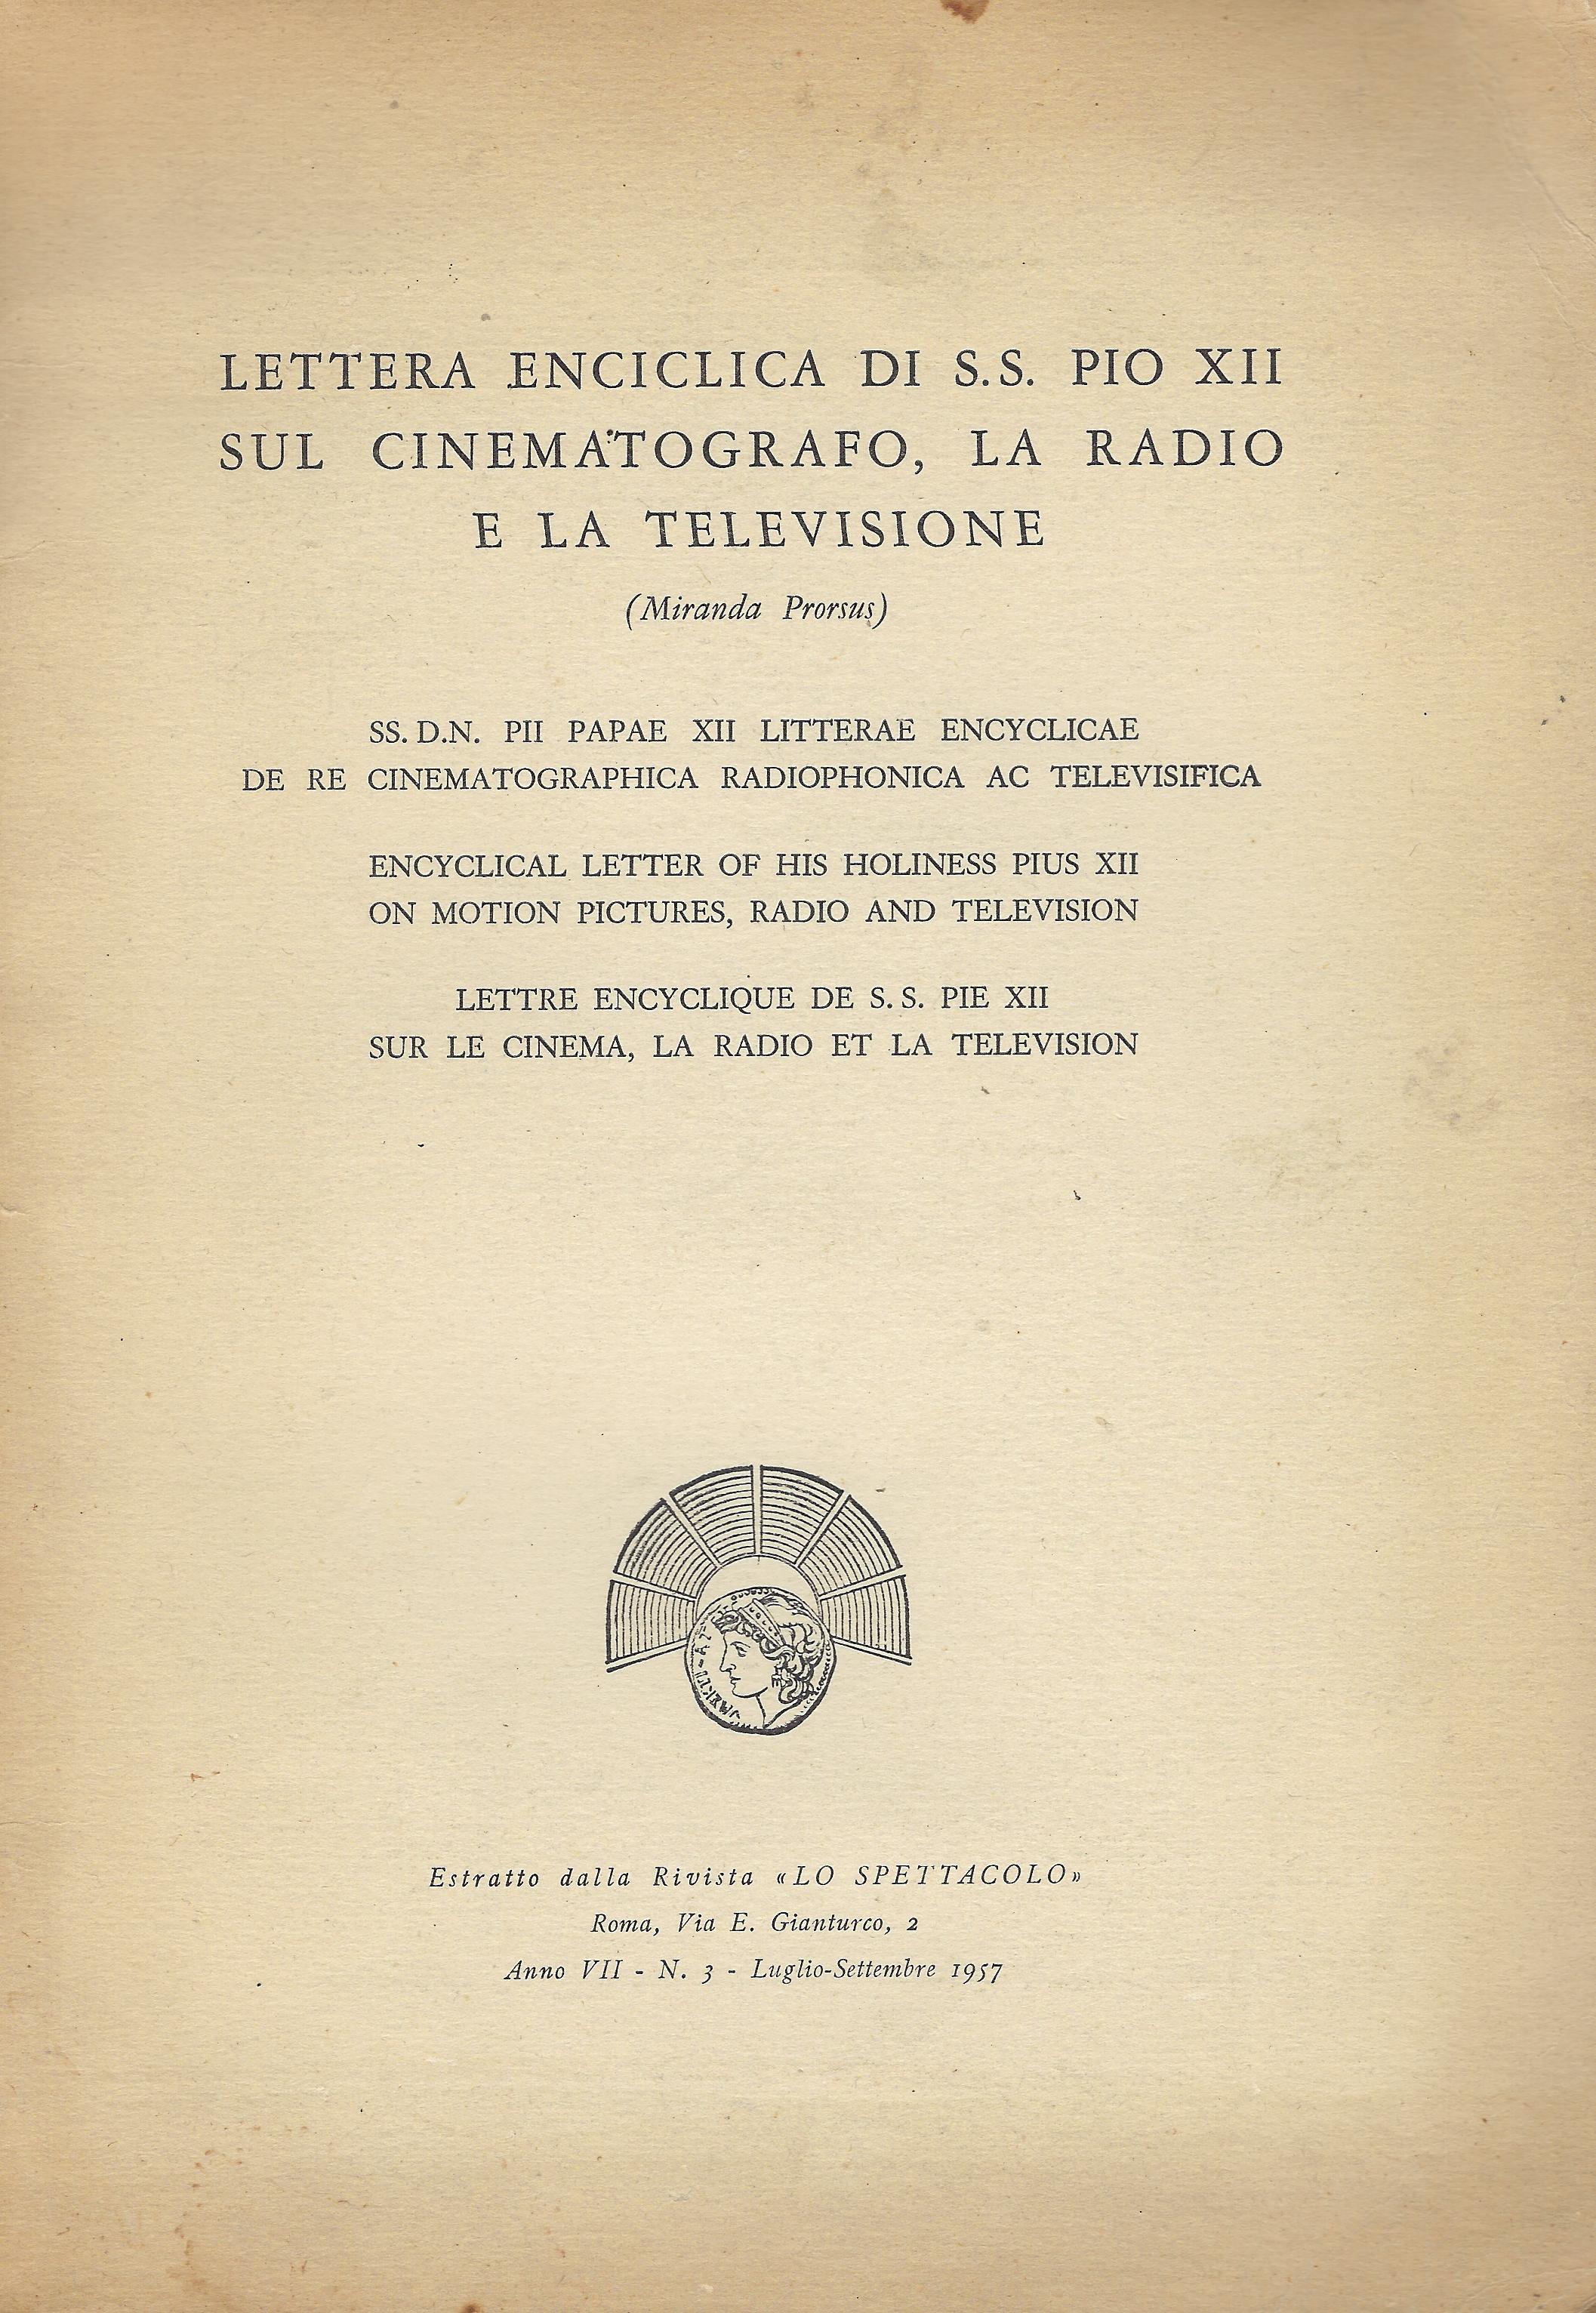 LETTERA ENCICLICA DI S.S. PIO XII
SUL CINEMATOGRAFO, LA RADIO
E LA TELEVISIONE
(Miranda Prorsus)
SS. D.N. PII PAPAE XII LITTERAE ENCYCLICAE
DE RE CINEMATOGRAPHICA RADIOPHONICA AC TELEVISIFICA
ENCYCLICAL LETTER OF HIS HOLINESS PIUS XII
ON MOTION PICTURES, RADIO AND TELEVISION
LETTRE ENCYCLIQUE DE S. S. PIE XII
SUR LE CINEMA, LA RADIO ET LA TELEVISION
Estratto dalla Rivista «LO SPETTACOLO»
Roma, Via E. Gianturco, 2
Anno VII - N. 3 - Luglio-Settembre 1957